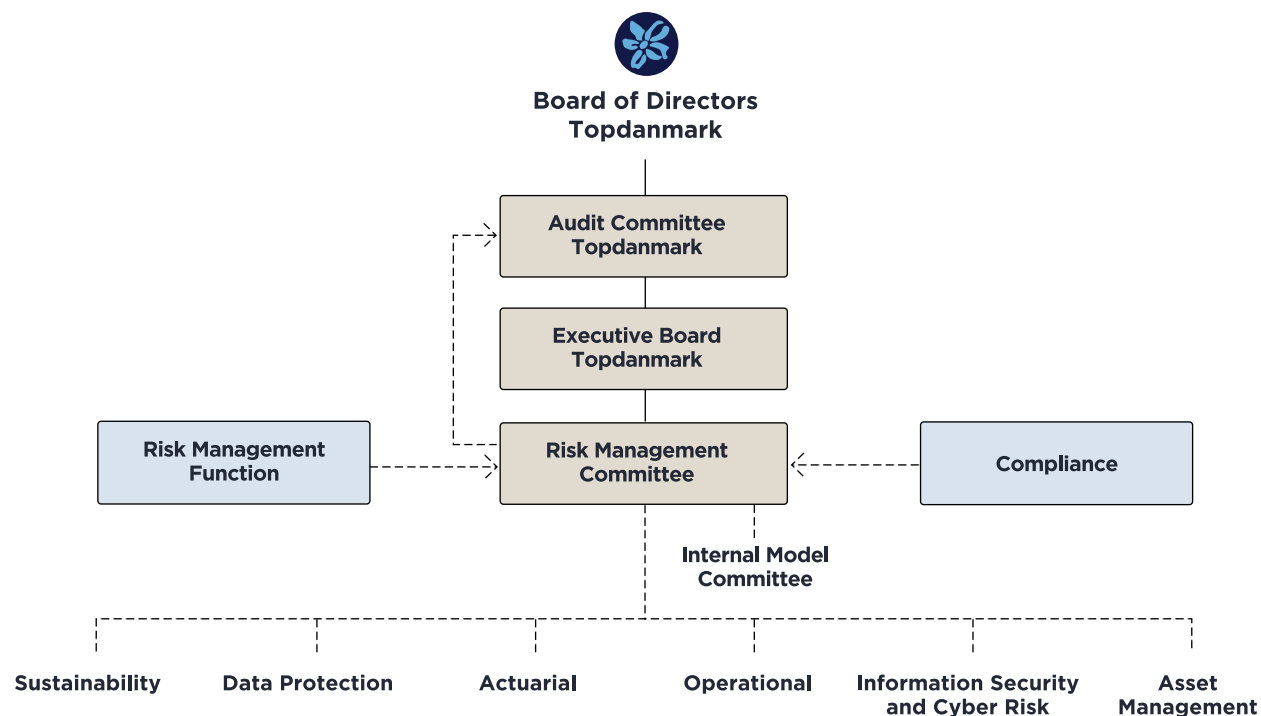 Board of Directors
Topdanmark
Audit Committee
Topdanmark
Executive Board
Topdanmark
Risk Management
Function
Risk Management
Committee
Compliance
Internal Model
Committee
Sustainability
Data Protection
Actuarial
Operational
Information Security
and Cyber Risk
Asset
Management